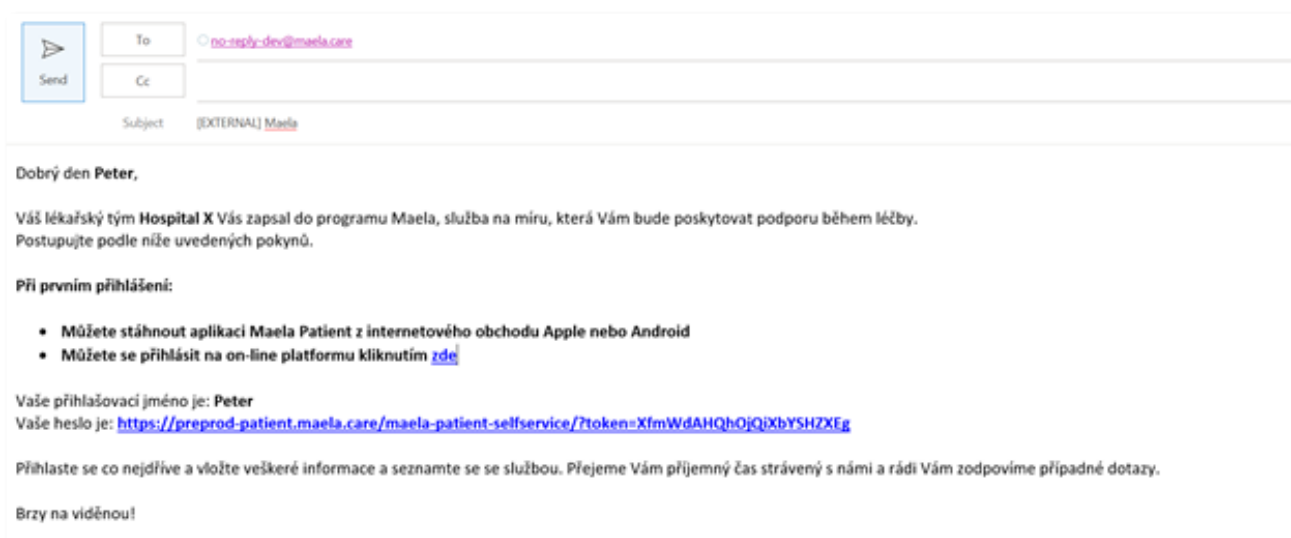 To
no-reply-dev@maela.care
Send
Cc
Subject
[EXTERNAL] Maela
Dobrý den Peter,
Váš lékařský tým Hospital X Vás zapsal do programu Maela, služba na míru, která Vám bude poskytovat podporu během léčby.
Postupujte podle níže uvedených pokynů.
Při prvním přihlášení:
• Můžete stáhnout aplikaci Maela Patient z internetového obchodu Apple nebo Android
• Můžete se přihlásit na on-line platformu kliknutím zde
Vaše přihlašovací jméno je: Peter
Vaše heslo je: https://preprod-patient.maela.care/maela-patient-selfservice/?token=XfmWdAHQhOjQiXbYSHZXEg
Přihlaste se co nejdříve a vložte veškeré informace a seznamte se se službou. Přejeme Vám příjemný čas strávený s námi a rádi Vám zodpovíme případné dotazy.
Brzy na viděnou!